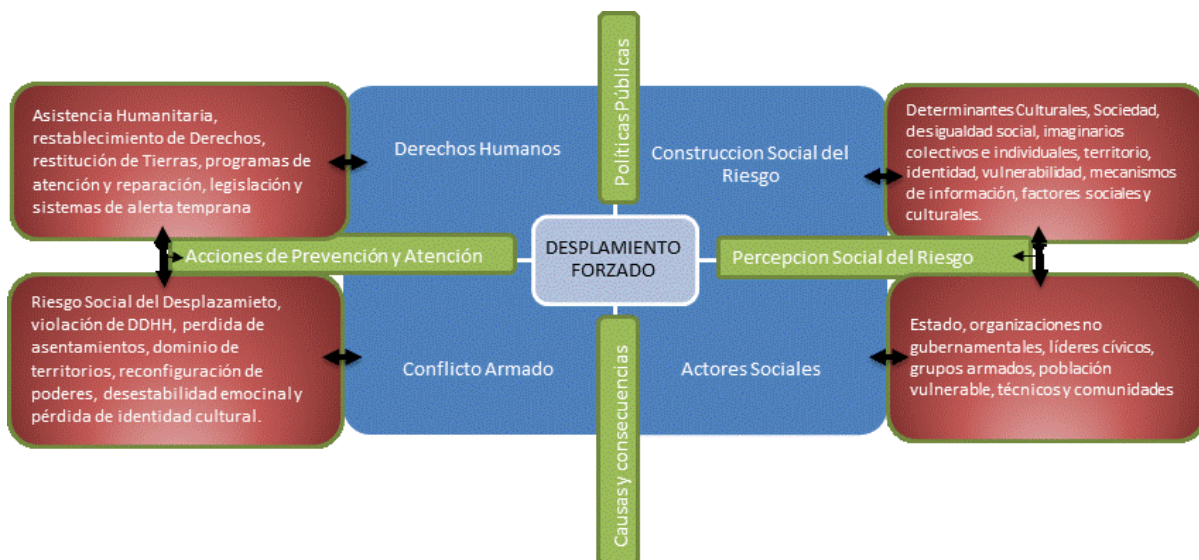 Políticas Públicas
Asistencia Humanitaria,
restablecimiento de Derechos,
restitución de Tierras, programas de
atención y reparación, legislación y
sistemas de alerta temprana
Derechos Humanos
Construccion Social del
Riesgo
Determinantes Culturales, Sociedad,
desigualdad social, imaginarios
colectivos e individuales, territorio,
identidad, vulnerabilidad, mecanismos
de información, factores sociales y
culturales.
Acciones de Prevención y Atención
DESPLAMIENTO
FORZADO
Percepcion Social del Riesgo
Riesgo Social del Desplazamieto,
violación de DDHH, perdida de
asentamientos, dominio de
territorios, reconfiguración de
poderes, desestabilidad emocinal y
pérdida de identidad cultural.
Conflicto Armado
Actores Sociales
Estado, organizaciones no
gubernamentales, líderes cívicos,
grupos armados, población
vulnerable, técnicos y comunidades
Causas y consecuencias